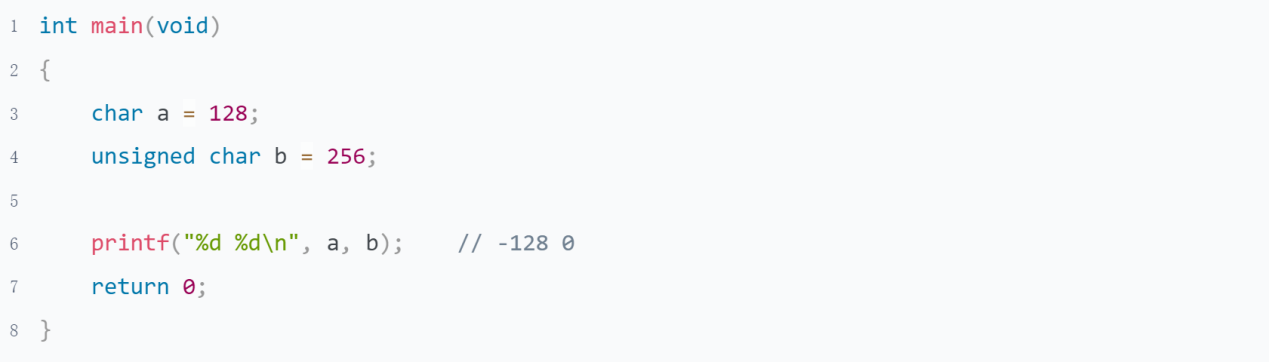 1 int main(void)
2 {
3     char a = 128;
4     unsigned char b = 256;
5
6     printf("%d %d\n", a, b);    // -128 0
7     return 0;
8 }